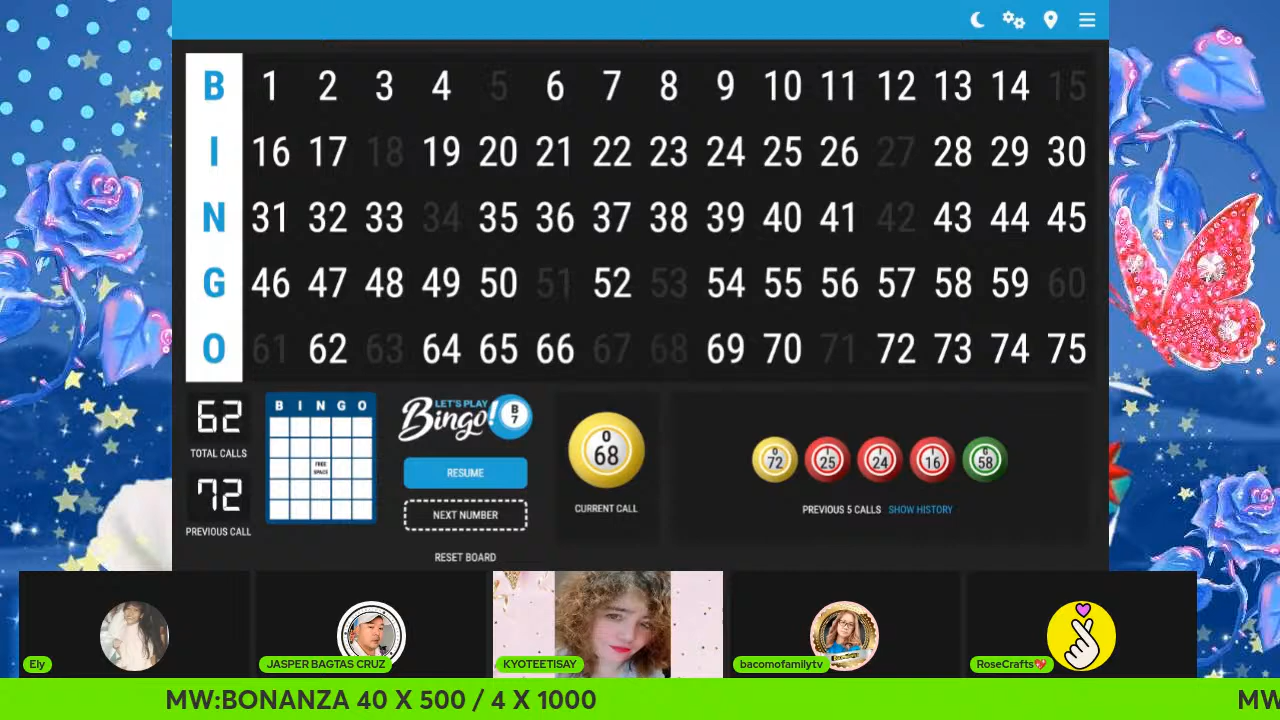 B 1 2 3 4 5 6 7 8 9 10 11 12 13 14 15
I 16 17 18 19 20 21 22 23 24 25 26 27 28 29 30
N 31 32 33 34 35 36 37 38 39 40 41 42 43 44 45
G 46 47 48 49 50 51 52 53 54 55 56 57 58 59 60
O 61 62 63 64 65 66 67 68 69 70 71 72 73 74 75
62
TOTAL CALLS
72
PREVIOUS CALL
B I N G O
FREE
SPACE
LET'S PLAY
Bingo!
B
7
RESUME
NEXT NUMBER
RESET BOARD
O
68
CURRENT CALL
O
72
I
25
I
24
I
16
G
58
PREVIOUS 5 CALLS SHOW HISTORY
Ely
JASPER BAGTAS CRUZ
KYOTEETISAY
bacomofamilytv
RoseCrafts💖
MW:BONANZA 40 X 500 / 4 X 1000
MW